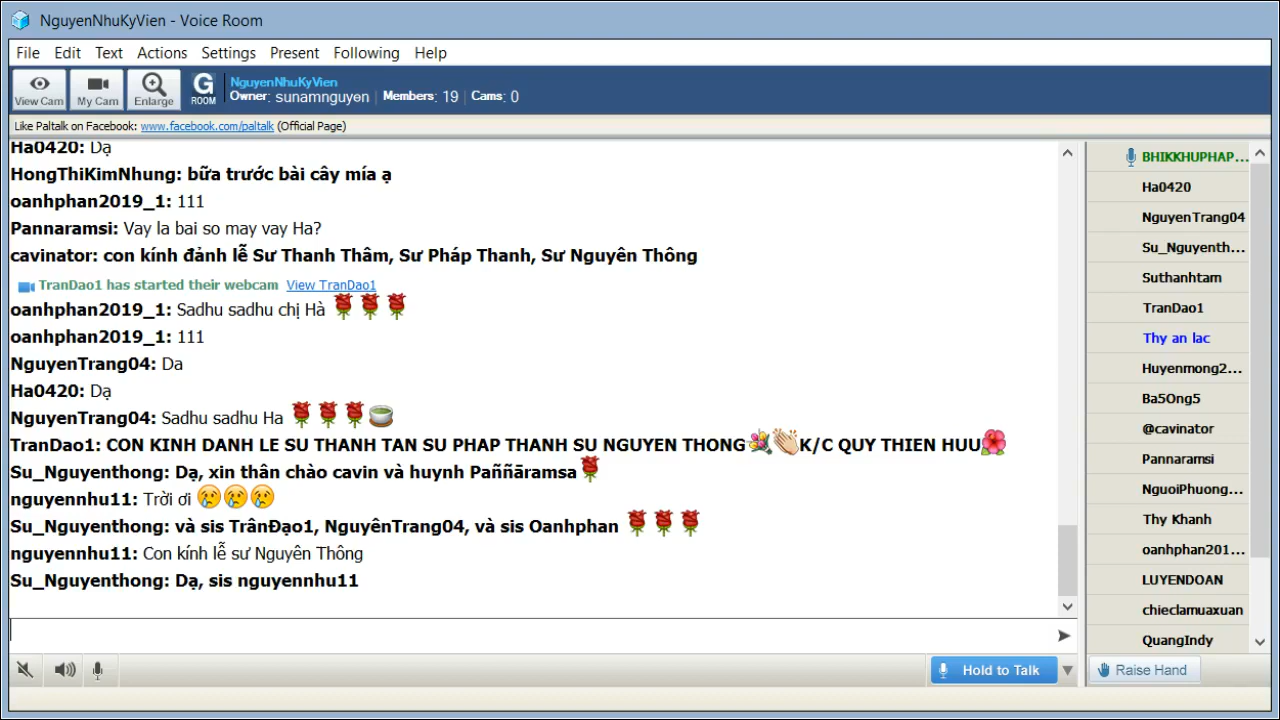 NguyenNhuKyVien - Voice Room
File Edit Text Actions Settings Present Following Help
View Cam My Cam Enlarge G ROOM
NguyenNhuKyVien
Owner: sunamnguyen | Members: 19 | Cams: 0
Like Paltalk on Facebook: www.facebook.com/paltalk (Official Page)
Ha0420: Dạ
HongThiKimNhung: bữa trước bài cây mía ạ
oanhphan2019_1: 111
Pannaramsi: Vay la bai so may vay Ha?
cavinator: con kính đảnh lễ Sư Thanh Thâm, Sư Pháp Thanh, Sư Nguyên Thông
TranDao1 has started their webcam View TranDao1
oanhphan2019_1: Sadhu sadhu chị Hà
oanhphan2019_1: 111
NguyenTrang04: Da
Ha0420: Dạ
NguyenTrang04: Sadhu sadhu Ha
TranDao1: CON KINH DANH LE SU THANH TAN SU PHAP THANH SU NGUYEN THONG K/C QUY THIEN HUU
Su_Nguyenthong: Dạ, xin thân chào cavin và huynh Paññāramsa
nguyennhu11: Trời ơi
Su_Nguyenthong: và sis TrânĐạo1, NguyênTrang04, và sis Oanhphan
nguyennhu11: Con kính lễ sư Nguyên Thông
Su_Nguyenthong: Dạ, sis nguyennhu11
BHIKKHUPHAP...
Ha0420
NguyenTrang04
Su_Nguyenth...
Suthanhtam
TranDao1
Thy an lac
Huyenmong2...
Ba5Ong5
@cavinator
Pannaramsi
NguoiPhuong...
Thy Khanh
oanhphan201...
LUYENDOAN
chieclamuaxuan
QuangIndy
Hold to Talk
Raise Hand